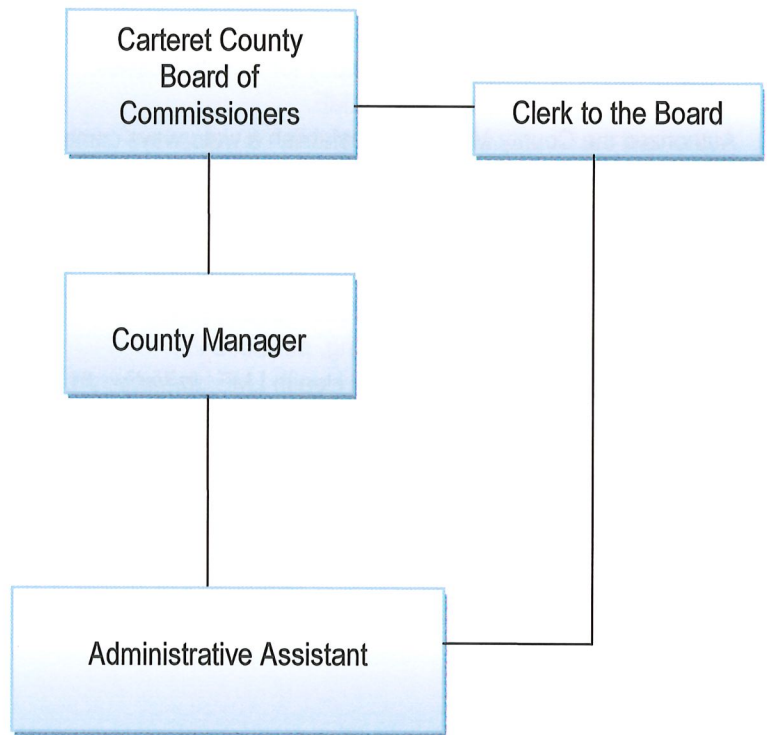 Carteret County
Board of
Commissioners
Clerk to the Board
County Manager
Administrative Assistant